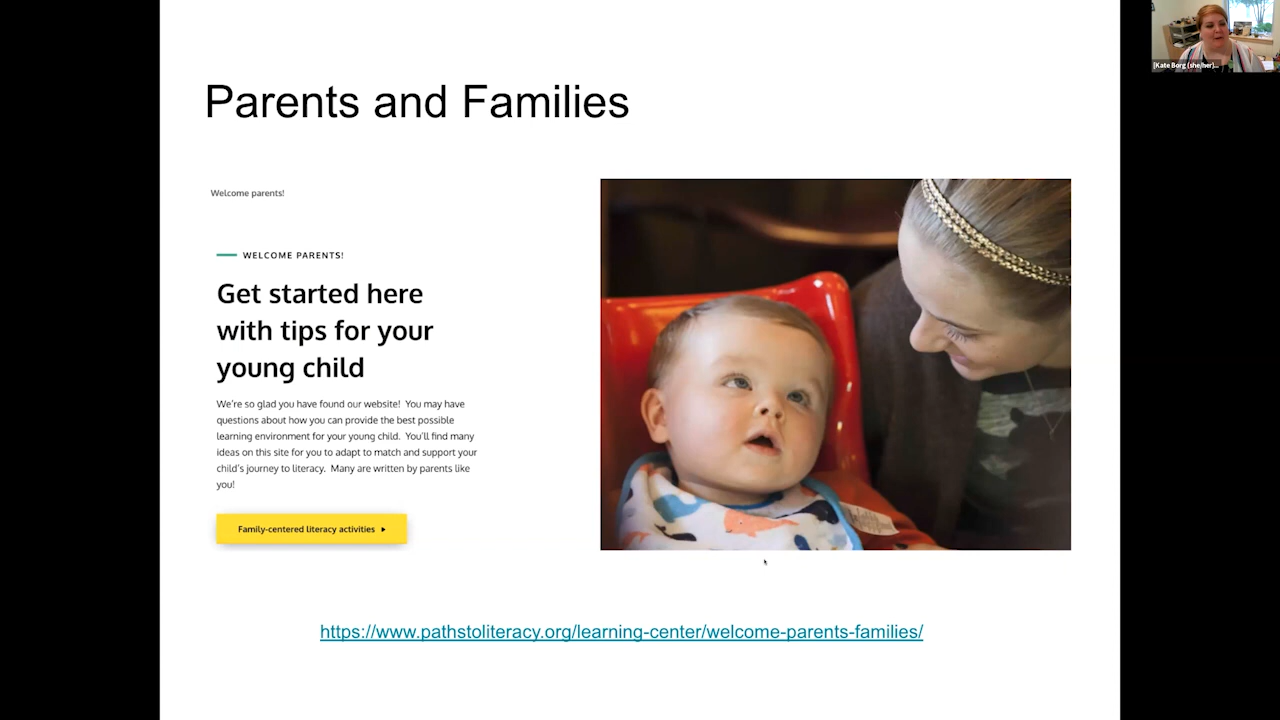 [Kate Borg (she/her)...
Parents and Families
Welcome parents!
WELCOME PARENTS!
Get started here
with tips for your
young child
We're so glad you have found our website! You may have
questions about how you can provide the best possible
learning environment for your young child. You'll find many
ideas on this site for you to adapt to match and support your
child's journey to literacy. Many are written by parents like
you!
Family-centered literacy activities
https://www.pathstoliteracy.org/learning-center/welcome-parents-families/